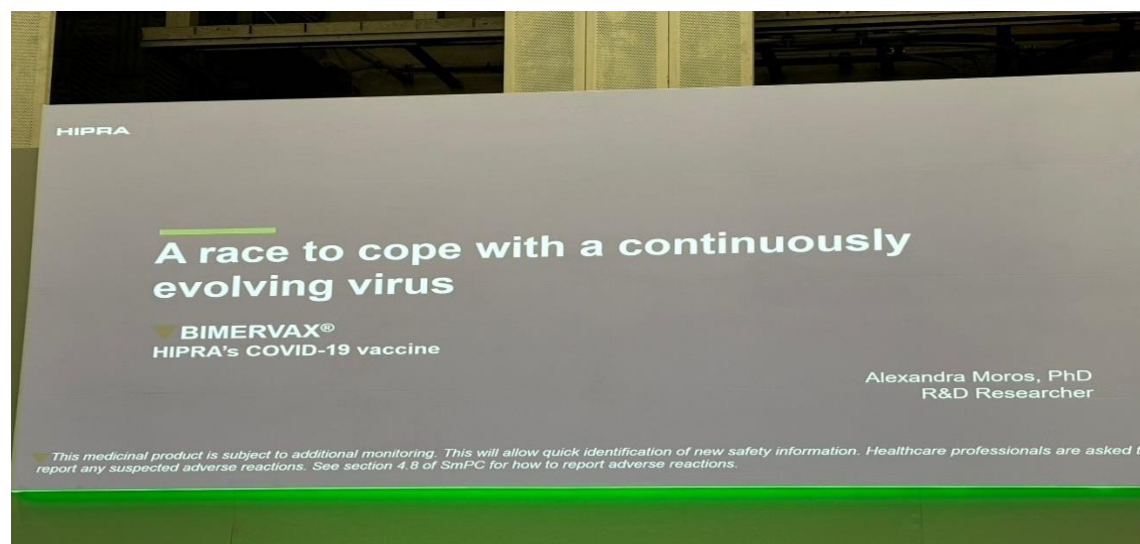 HIPRA
A race to cope with a continuously
evolving virus
BIMERVAX®
HIPRA's COVID-19 vaccine
Alexandra Moros, PhD
R&D Researcher
This medicinal product is subject to additional monitoring. This will allow quick identification of new safety information. Healthcare professionals are asked
report any suspected adverse reactions. See section 4.8 of SmPC for how to report adverse reactions.